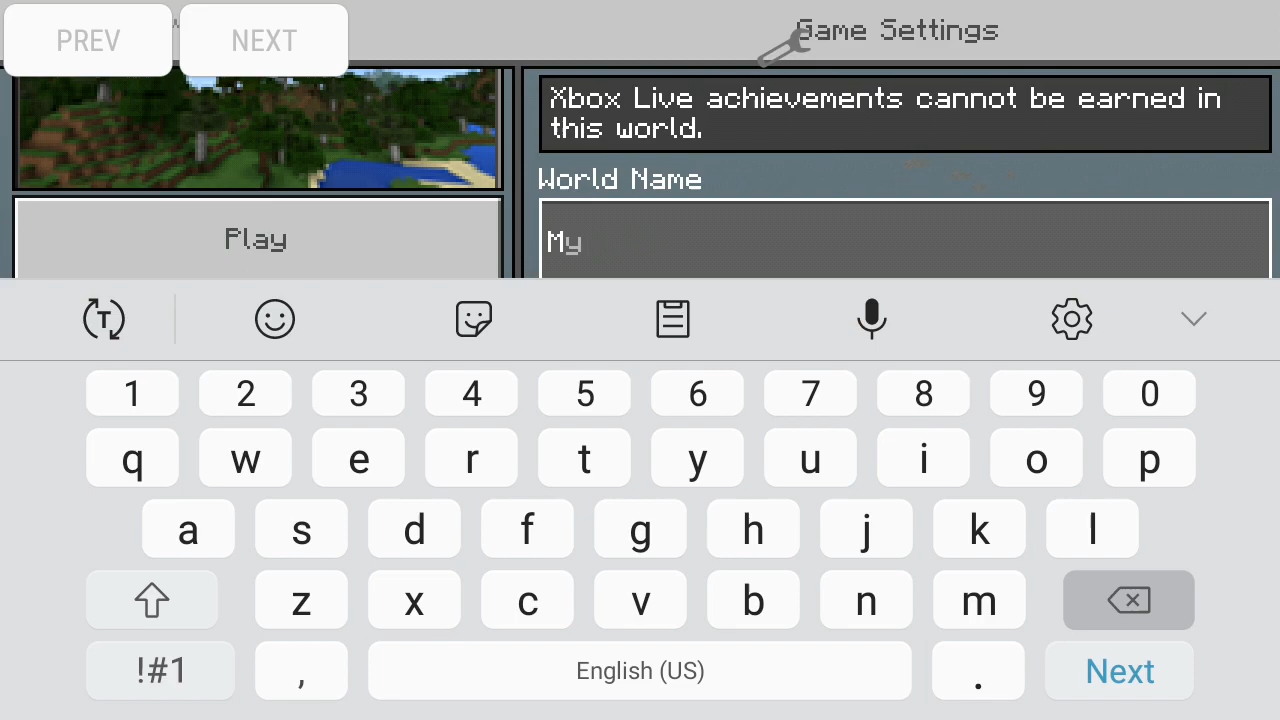 PREV
NEXT
Game Settings
Xbox Live achievements cannot be earned in
this world.
World Name
My
Play
T
1 2 3 4 5 6 7 8 9 0
q w e r t y u i o p
a s d f g h j k l
z x c v b n m
!#1 , English (US) . Next